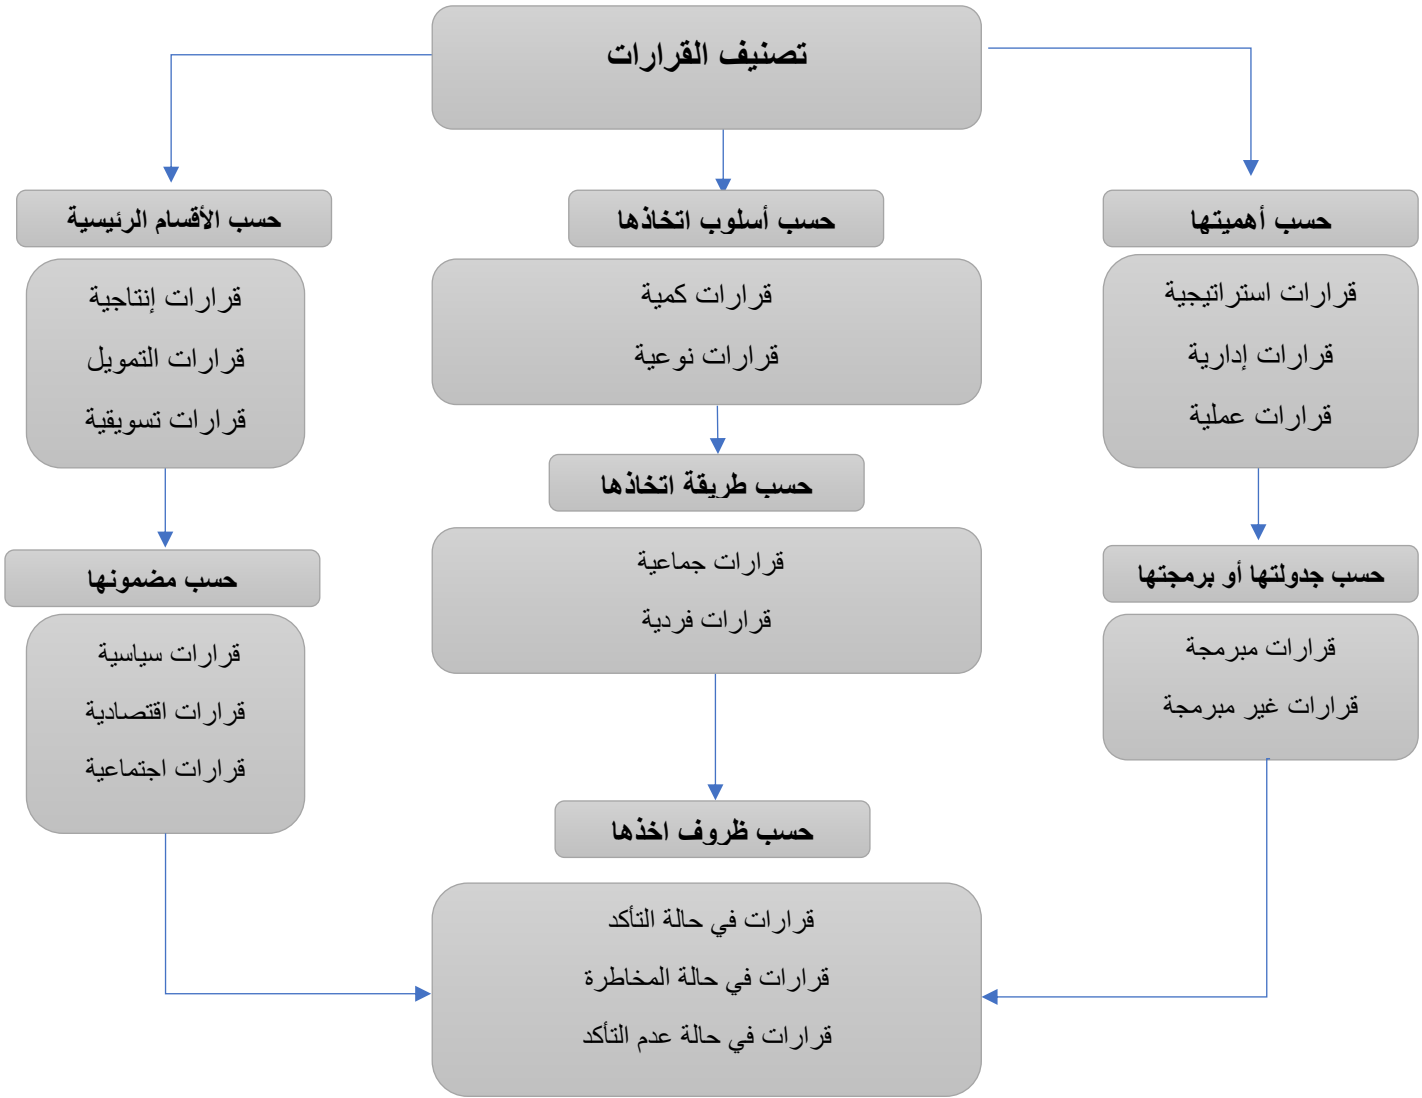 تصنيف القرارات
حسب أهميتها
قرارات استراتيجية
قرارات إدارية
قرارات عملية
حسب جدولتها أو برمجتها
قرارات مبرمجة
قرارات غير مبرمجة
حسب أسلوب اتخاذها
قرارات كمية
قرارات نوعية
حسب طريقة اتخاذها
قرارات جماعية
قرارات فردية
حسب ظروف اخذها
قرارات في حالة التأكد
قرارات في حالة المخاطرة
قرارات في حالة عدم التأكد
حسب الأقسام الرئيسية
قرارات إنتاجية
قرارات التمويل
قرارات تسويقية
حسب مضمونها
قرارات سياسية
قرارات اقتصادية
قرارات اجتماعية